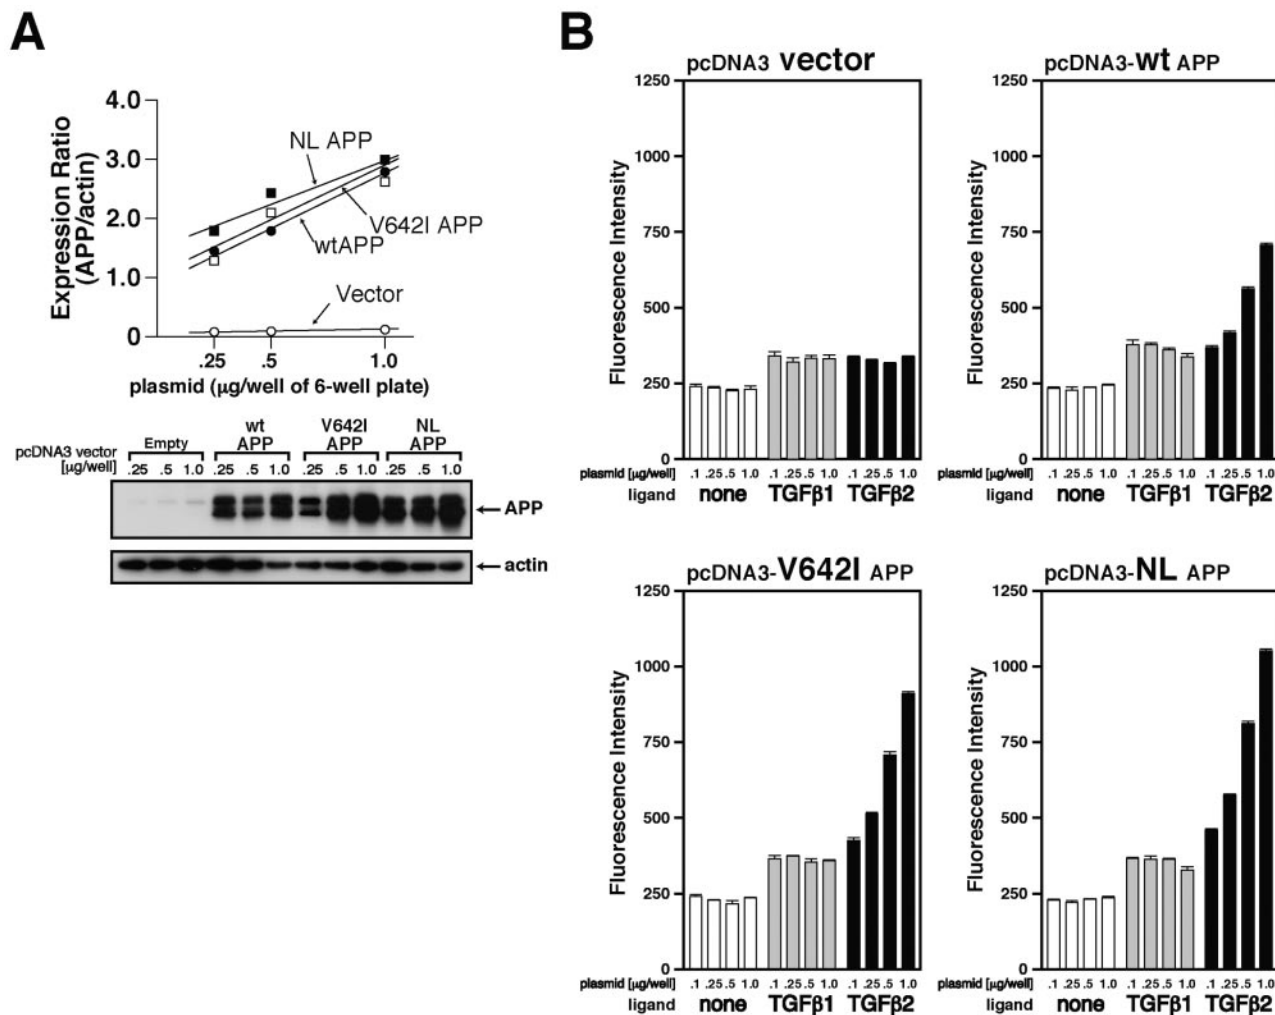 A
Expression Ratio
(APP/actin)
4.0
3.0
2.0
1.0
0
NL APP
V642I APP
wtAPP
Vector
.25 .5 1.0
plasmid (μg/well of 6-well plate)
pcDNA3 vector
[μg/well]
Empty
wt
APP
V642I
APP
NL
APP
.25 .5 1.0 .25 .5 1.0 .25 .5 1.0 .25 .5 1.0
APP
actin
B
pcDNA3 vector
Fluorescence Intensity
1250
1000
750
500
250
0
plasmid [μg/well] .1 .25 .5 1.0 .1 .25 .5 1.0 .1 .25 .5 1.0
ligand none TGFβ1 TGFβ2
pcDNA3-wt APP
Fluorescence Intensity
1250
1000
750
500
250
0
plasmid [μg/well] .1 .25 .5 1.0 .1 .25 .5 1.0 .1 .25 .5 1.0
ligand none TGFβ1 TGFβ2
pcDNA3-V642I APP
Fluorescence Intensity
1250
1000
750
500
250
0
plasmid [μg/well] .1 .25 .5 1.0 .1 .25 .5 1.0 .1 .25 .5 1.0
ligand none TGFβ1 TGFβ2
pcDNA3-NL APP
Fluorescence Intensity
1250
1000
750
500
250
0
plasmid [μg/well] .1 .25 .5 1.0 .1 .25 .5 1.0 .1 .25 .5 1.0
ligand none TGFβ1 TGFβ2